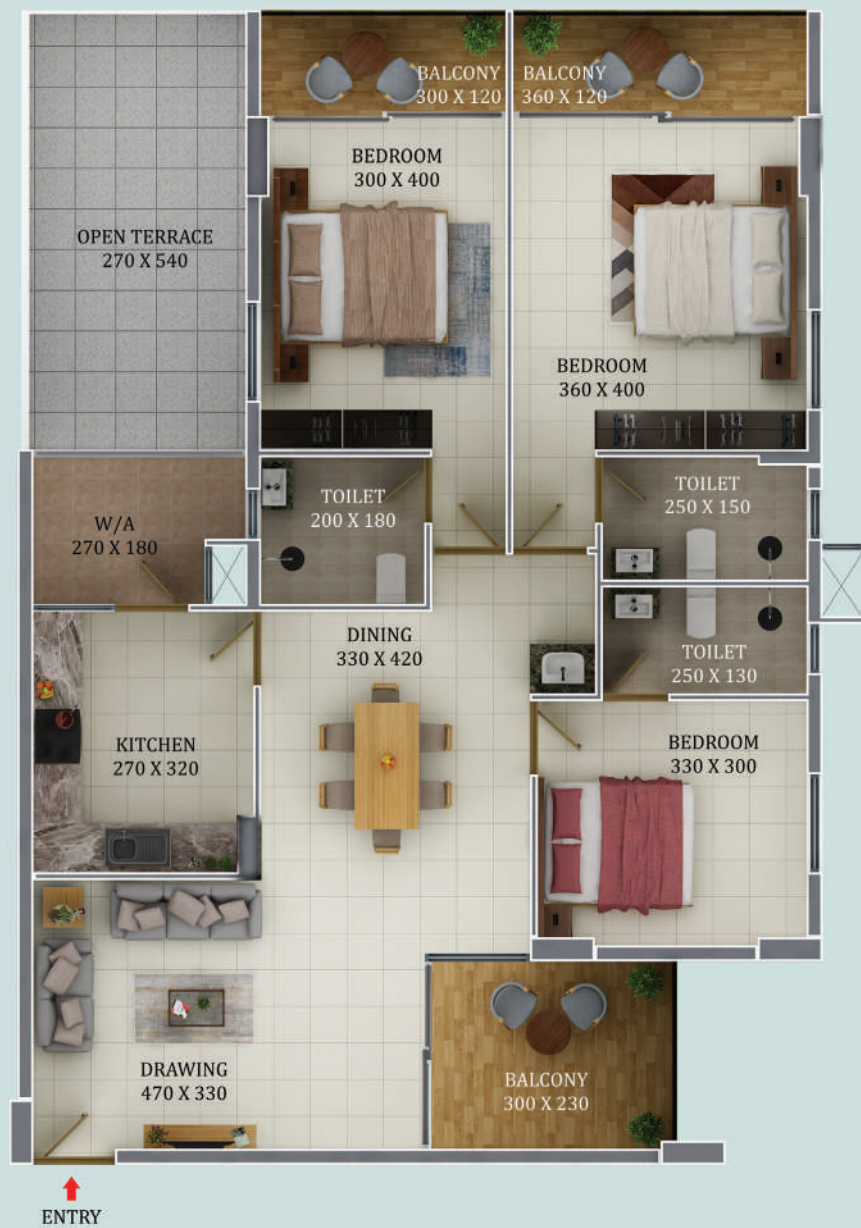 BALCONY
300 X 120
BALCONY
360 X 120
BEDROOM
300 X 400
OPEN TERRACE
270 X 540
BEDROOM
360 X 400
TOILET
200 X 180
TOILET
250 X 150
W/A
270 X 180
DINING
330 X 420
TOILET
250 X 130
KITCHEN
270 X 320
BEDROOM
330 X 300
DRAWING
470 X 330
BALCONY
300 X 230
ENTRY